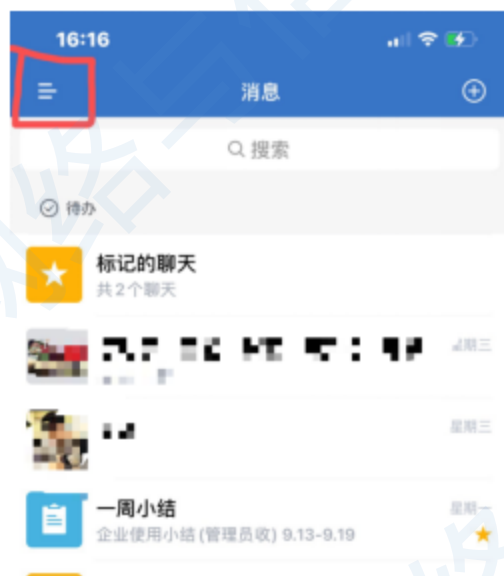 16:16
消息
搜索
待办
标记的聊天
共2个聊天
星期三
星期三
一周小结
星期一
企业使用小结(管理员收) 9.13-9.19